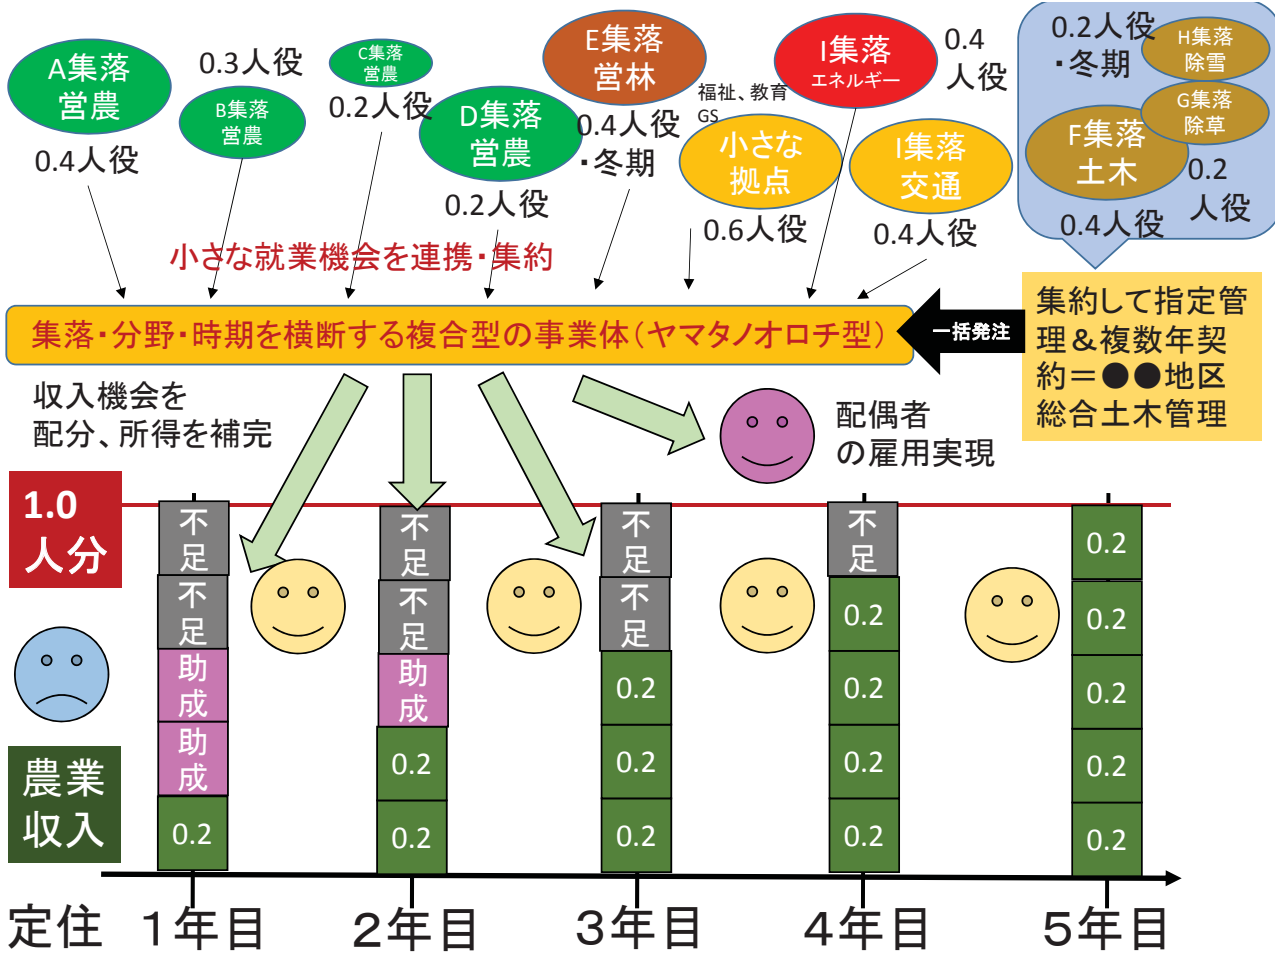 A集落
営農
0.4人役
0.3人役
B集落
営農
C集落
営農
0.2人役
D集落
営農
0.2人役
E集落
営林
0.4人役
・冬期
福祉、教育
GS
小さな
拠点
0.6人役
I集落
エネルギー
0.4
人役
I集落
交通
0.4人役
0.2人役
・冬期
H集落
除雪
G集落
除草
F集落
土木
0.2
人役
0.4人役
小さな就業機会を連携・集約
集落・分野・時期を横断する複合型の事業体（ヤマタノオロチ型）
一括発注
集約して指定管
理＆複数年契
約＝●●地区
総合土木管理
収入機会を
配分、所得を補完
配偶者
の雇用実現
1.0
人分
農業
収入
不
足
不
足
助
成
助
成
0.2
不
足
不
足
助
成
0.2
0.2
不
足
不
足
0.2
0.2
0.2
不
足
0.2
0.2
0.2
0.2
0.2
0.2
0.2
0.2
0.2
定住
１年目
２年目
３年目
４年目
５年目